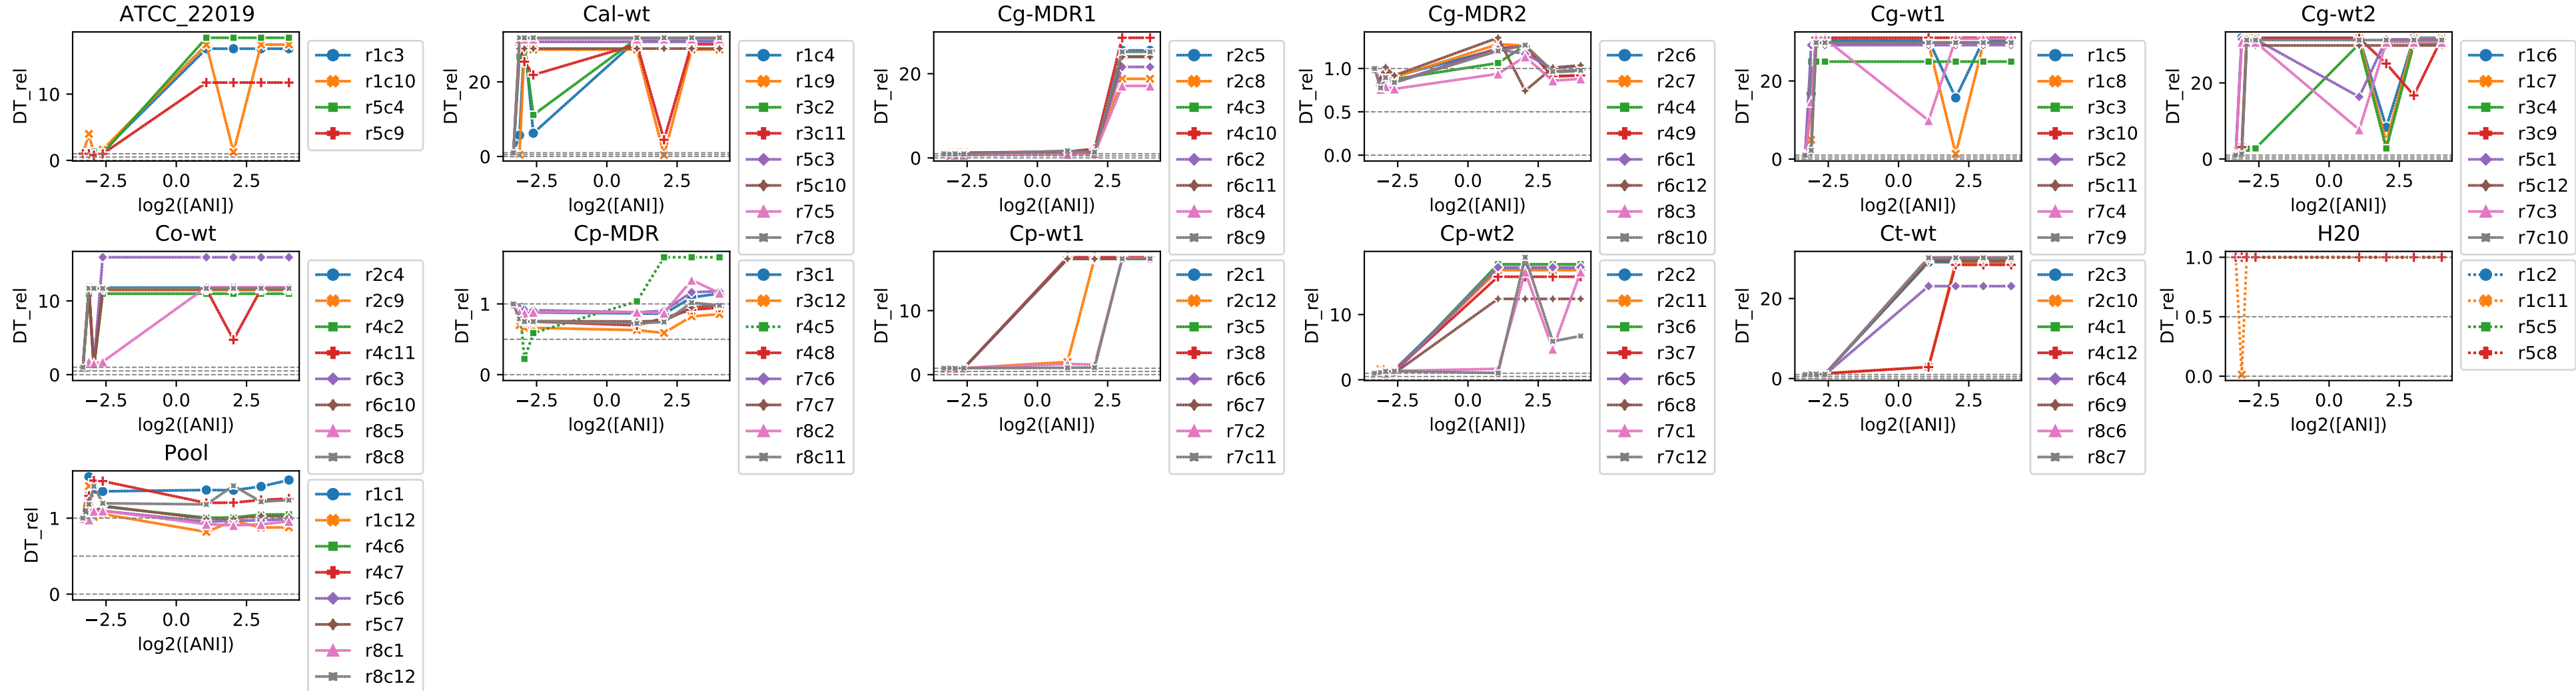 ATCC_22019
DT_rel
10
0
−2.5 0.0 2.5
log2([ANI])
r1c3
r1c10
r5c4
r5c9
Cal-wt
DT_rel
20
0
−2.5 0.0 2.5
log2([ANI])
r1c4
r1c9
r3c2
r3c11
r5c3
r5c10
r7c5
r7c8
Cg-MDR1
DT_rel
20
0
−2.5 0.0 2.5
log2([ANI])
r2c5
r2c8
r4c3
r4c10
r6c2
r6c11
r8c4
r8c9
Cg-MDR2
DT_rel
1.0
0.5
0.0
−2.5 0.0 2.5
log2([ANI])
r2c6
r2c7
r4c4
r4c9
r6c1
r6c12
r8c3
r8c10
Cg-wt1
DT_rel
20
0
−2.5 0.0 2.5
log2([ANI])
r1c5
r1c8
r3c3
r3c10
r5c2
r5c11
r7c4
r7c9
Cg-wt2
DT_rel
20
0
−2.5 0.0 2.5
log2([ANI])
r1c6
r1c7
r3c4
r3c9
r5c1
r5c12
r7c3
r7c10
Co-wt
DT_rel
10
0
−2.5 0.0 2.5
log2([ANI])
r2c4
r2c9
r4c2
r4c11
r6c3
r6c10
r8c5
r8c8
Cp-MDR
DT_rel
1
0
−2.5 0.0 2.5
log2([ANI])
r3c1
r3c12
r4c5
r4c8
r7c6
r7c7
r8c2
r8c11
Cp-wt1
DT_rel
10
0
−2.5 0.0 2.5
log2([ANI])
r2c1
r2c12
r3c5
r3c8
r6c6
r6c7
r7c2
r7c11
Cp-wt2
DT_rel
10
0
−2.5 0.0 2.5
log2([ANI])
r2c2
r2c11
r3c6
r3c7
r6c5
r6c8
r7c1
r7c12
Ct-wt
DT_rel
20
0
−2.5 0.0 2.5
log2([ANI])
r2c3
r2c10
r4c1
r4c12
r6c4
r6c9
r8c6
r8c7
H20
DT_rel
1.0
0.5
0.0
−2.5 0.0 2.5
log2([ANI])
r1c2
r1c11
r5c5
r5c8
Pool
DT_rel
1
0
−2.5 0.0 2.5
log2([ANI])
r1c1
r1c12
r4c6
r4c7
r5c6
r5c7
r8c1
r8c12